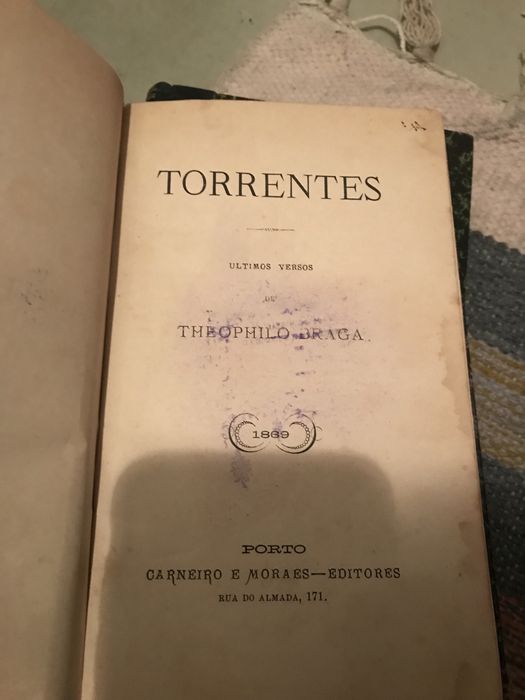 TORRENTES
ULTIMOS VERSOS
DE
THEOPHILO BRAGA
1869
PORTO
CARNEIRO E MORAES—EDITORES
RUA DO ALMADA, 171.